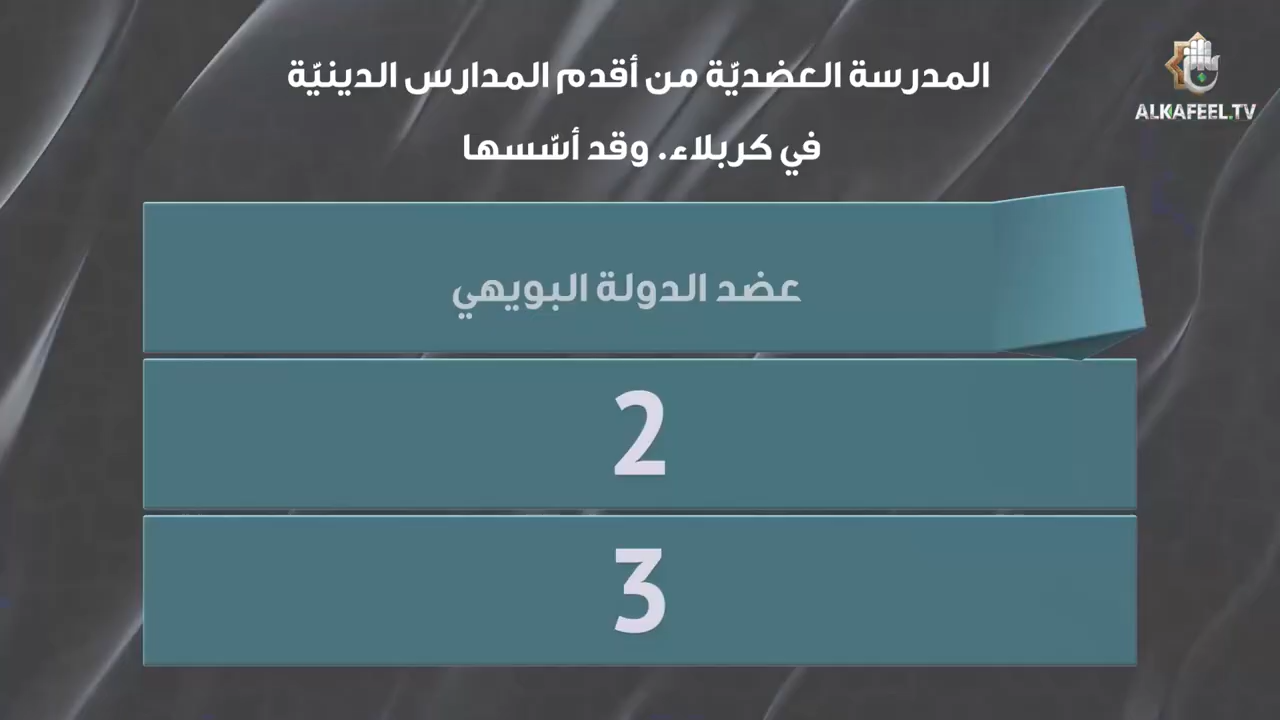 المدرسة العضديّة من أقدم المدارس الدينيّة
في كربلاء. وقد أسّسها
عضد الدولة البويهي
2
3
ALKAFEEL.TV